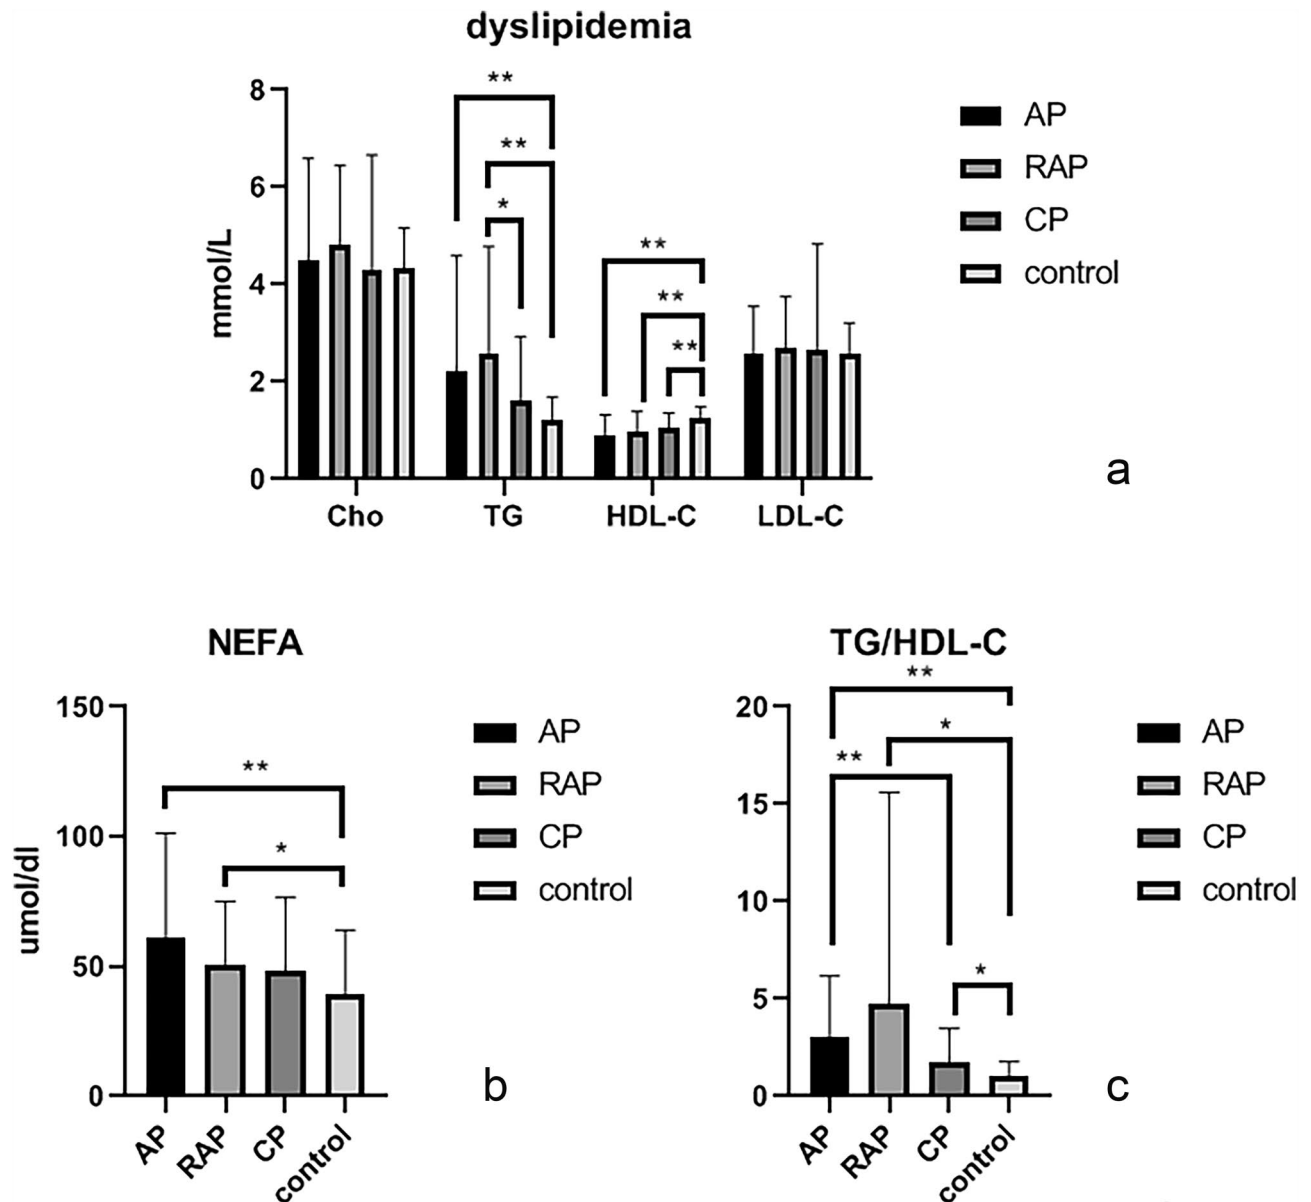 dyslipidemia
mmol/L
8
6
4
2
0
**
**
*
**
**
**
Cho TG HDL-C LDL-C
AP
RAP
CP
control
a
NEFA
umol/dl
150
100
50
0
**
*
AP RAP CP control
AP
RAP
CP
control
b
TG/HDL-C
20
15
10
5
0
**
*
**
*
AP RAP CP control
AP
RAP
CP
control
c